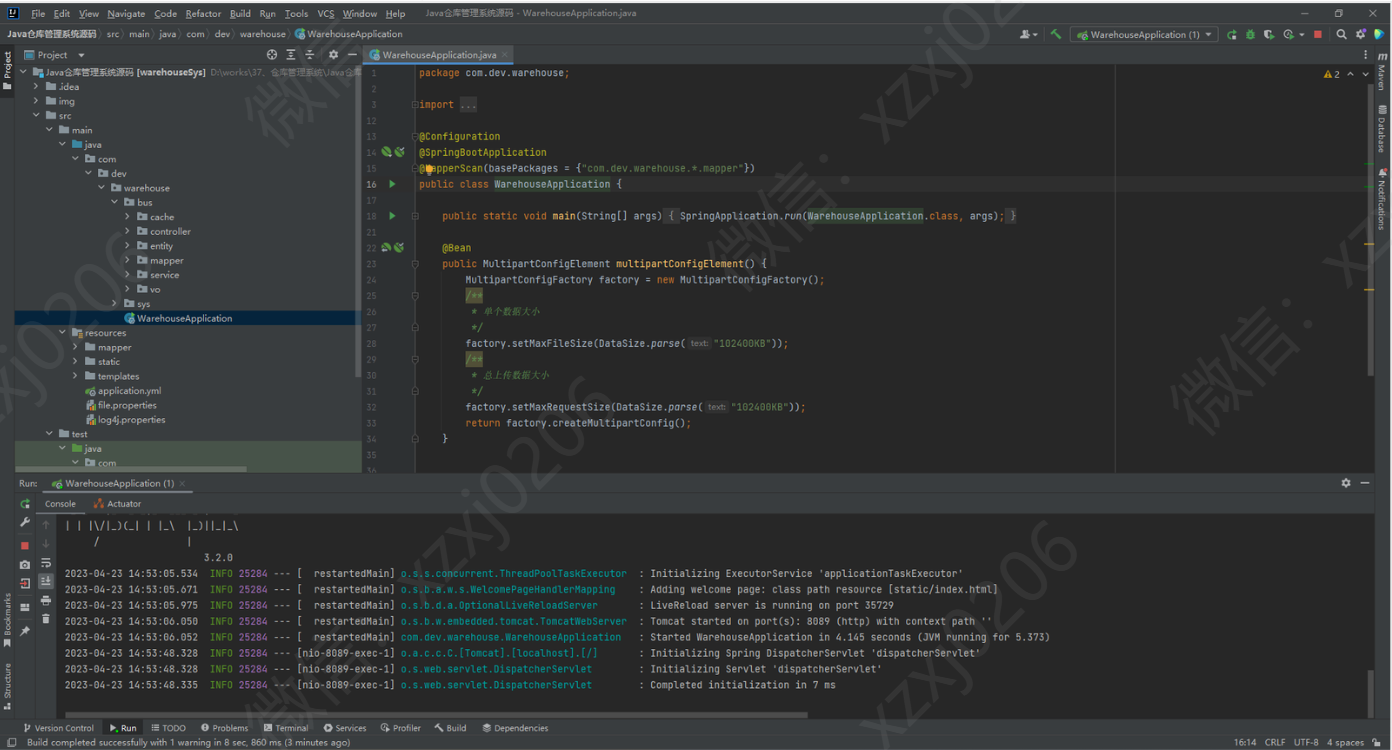 File Edit View Navigate Code Refactor Build Run Tools VCS Window Help Java仓库管理系统源码 - WarehouseApplication.java
Java仓库管理系统源码 src main java com dev warehouse WarehouseApplication WarehouseApplication (1)
Project
WarehouseApplication.java
Java仓库管理系统源码 [warehouseSys] D:\works\37、仓库管理系统\Java仓库
.idea
img
src
main
java
com
dev
warehouse
bus
cache
controller
entity
mapper
service
vo
sys
WarehouseApplication
resources
mapper
static
templates
application.yml
file.properties
log4j.properties
test
java
com
1 package com.dev.warehouse;
2
3 import ...
12
13 @Configuration
14 @SpringBootApplication
15 @MapperScan(basePackages = {"com.dev.warehouse.*.mapper"})
16 public class WarehouseApplication {
17
18 public static void main(String[] args) { SpringApplication.run(WarehouseApplication.class, args); }
21
22 @Bean
23 public MultipartConfigElement multipartConfigElement() {
24 MultipartConfigFactory factory = new MultipartConfigFactory();
25 /**
26 * 单个数据大小
27 */
28 factory.setMaxFileSize(DataSize.parse( text: "102400KB"));
29 /**
30 * 总上传数据大小
31 */
32 factory.setMaxRequestSize(DataSize.parse( text: "102400KB"));
33 return factory.createMultipartConfig();
34 }
35
36
2
Project
Bookmarks
Structure
Maven
Database
Notifications
Run: WarehouseApplication (1)
Console Actuator
| | |\/|_)(_| | |_\ |_)||_|_\
/ |
3.2.0
2023-04-23 14:53:05.534 INFO 25284 --- [ restartedMain] o.s.s.concurrent.ThreadPoolTaskExecutor : Initializing ExecutorService 'applicationTaskExecutor'
2023-04-23 14:53:05.671 INFO 25284 --- [ restartedMain] o.s.b.a.w.s.WelcomePageHandlerMapping : Adding welcome page: class path resource [static/index.html]
2023-04-23 14:53:05.975 INFO 25284 --- [ restartedMain] o.s.b.d.a.OptionalLiveReloadServer : LiveReload server is running on port 35729
2023-04-23 14:53:06.050 INFO 25284 --- [ restartedMain] o.s.b.w.embedded.tomcat.TomcatWebServer : Tomcat started on port(s): 8089 (http) with context path ''
2023-04-23 14:53:06.052 INFO 25284 --- [ restartedMain] com.dev.warehouse.WarehouseApplication : Started WarehouseApplication in 4.145 seconds (JVM running for 5.373)
2023-04-23 14:53:48.328 INFO 25284 --- [nio-8089-exec-1] o.a.c.c.C.[Tomcat].[localhost].[/] : Initializing Spring DispatcherServlet 'dispatcherServlet'
2023-04-23 14:53:48.328 INFO 25284 --- [nio-8089-exec-1] o.s.web.servlet.DispatcherServlet : Initializing Servlet 'dispatcherServlet'
2023-04-23 14:53:48.335 INFO 25284 --- [nio-8089-exec-1] o.s.web.servlet.DispatcherServlet : Completed initialization in 7 ms
Version Control Run TODO Problems Terminal Services Profiler Build Dependencies
Build completed successfully with 1 warning in 8 sec, 860 ms (3 minutes ago) 16:14 CRLF UTF-8 4 spaces
微信: xzxj0206